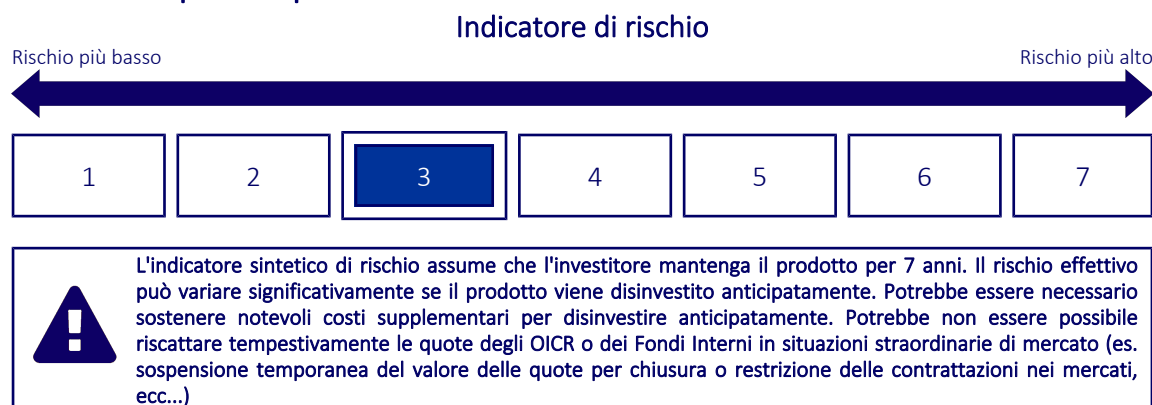 Indicatore di rischio
Rischio più basso
Rischio più alto
1 2 3 4 5 6 7
L'indicatore sintetico di rischio assume che l'investitore mantenga il prodotto per 7 anni. Il rischio effettivo
può variare significativamente se il prodotto viene disinvestito anticipatamente. Potrebbe essere necessario
sostenere notevoli costi supplementari per disinvestire anticipatamente. Potrebbe non essere possibile
riscattare tempestivamente le quote degli OICR o dei Fondi Interni in situazioni straordinarie di mercato (es.
sospensione temporanea del valore delle quote per chiusura o restrizione delle contrattazioni nei mercati,
ecc...)